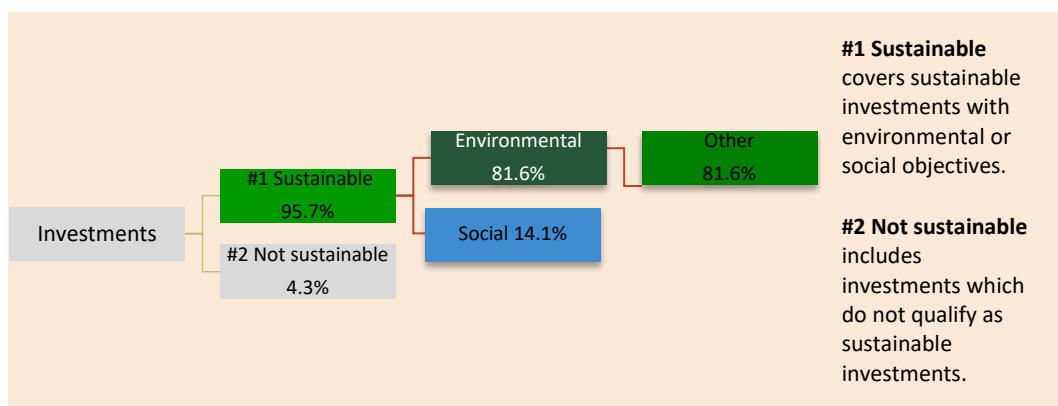 Investments
#1 Sustainable
95.7%
#2 Not sustainable
4.3%
Environmental
81.6%
Social 14.1%
Other
81.6%
#1 Sustainable
covers sustainable
investments with
environmental or
social objectives.
#2 Not sustainable
includes
investments which
do not qualify as
sustainable
investments.